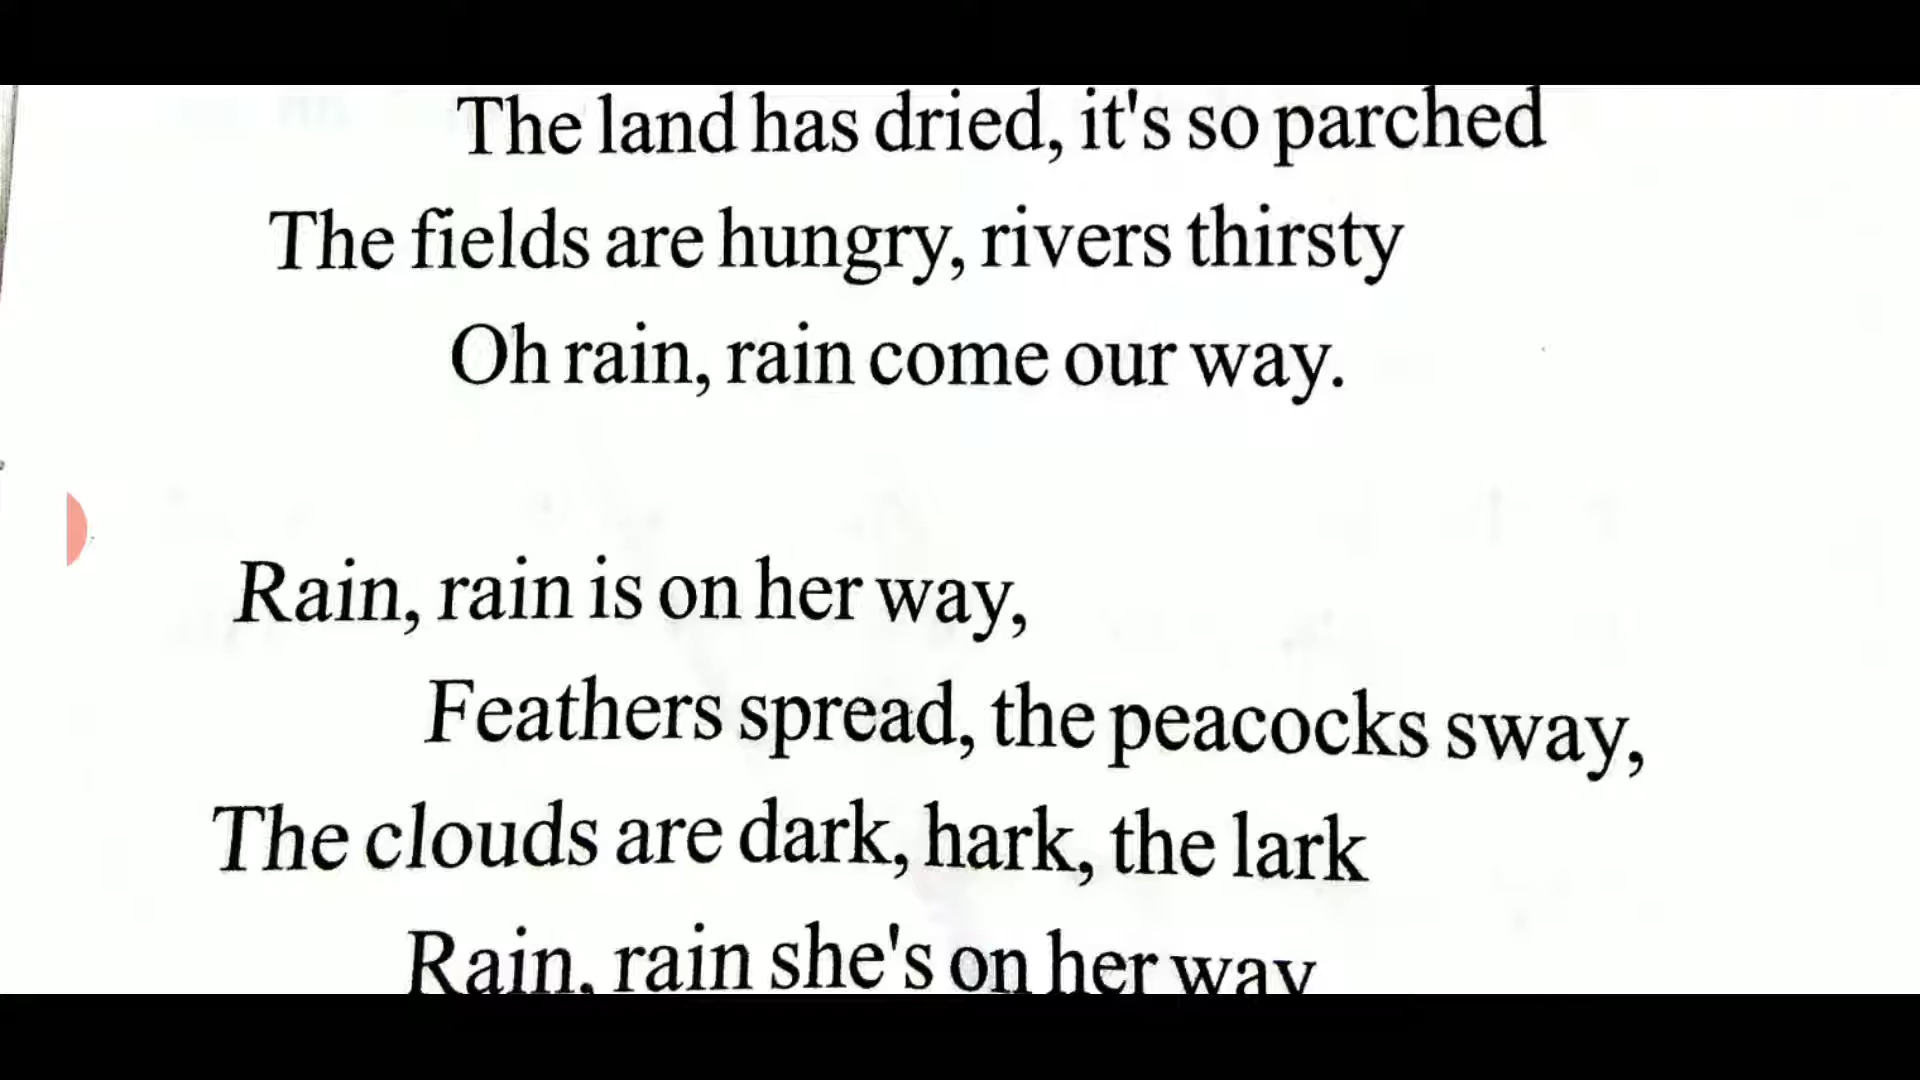 The land has dried, it's so parched
The fields are hungry, rivers thirsty
Oh rain, rain come our way.
Rain, rain is on her way,
Feathers spread, the peacocks sway,
The clouds are dark, hark, the lark
Rain, rain she's on her way